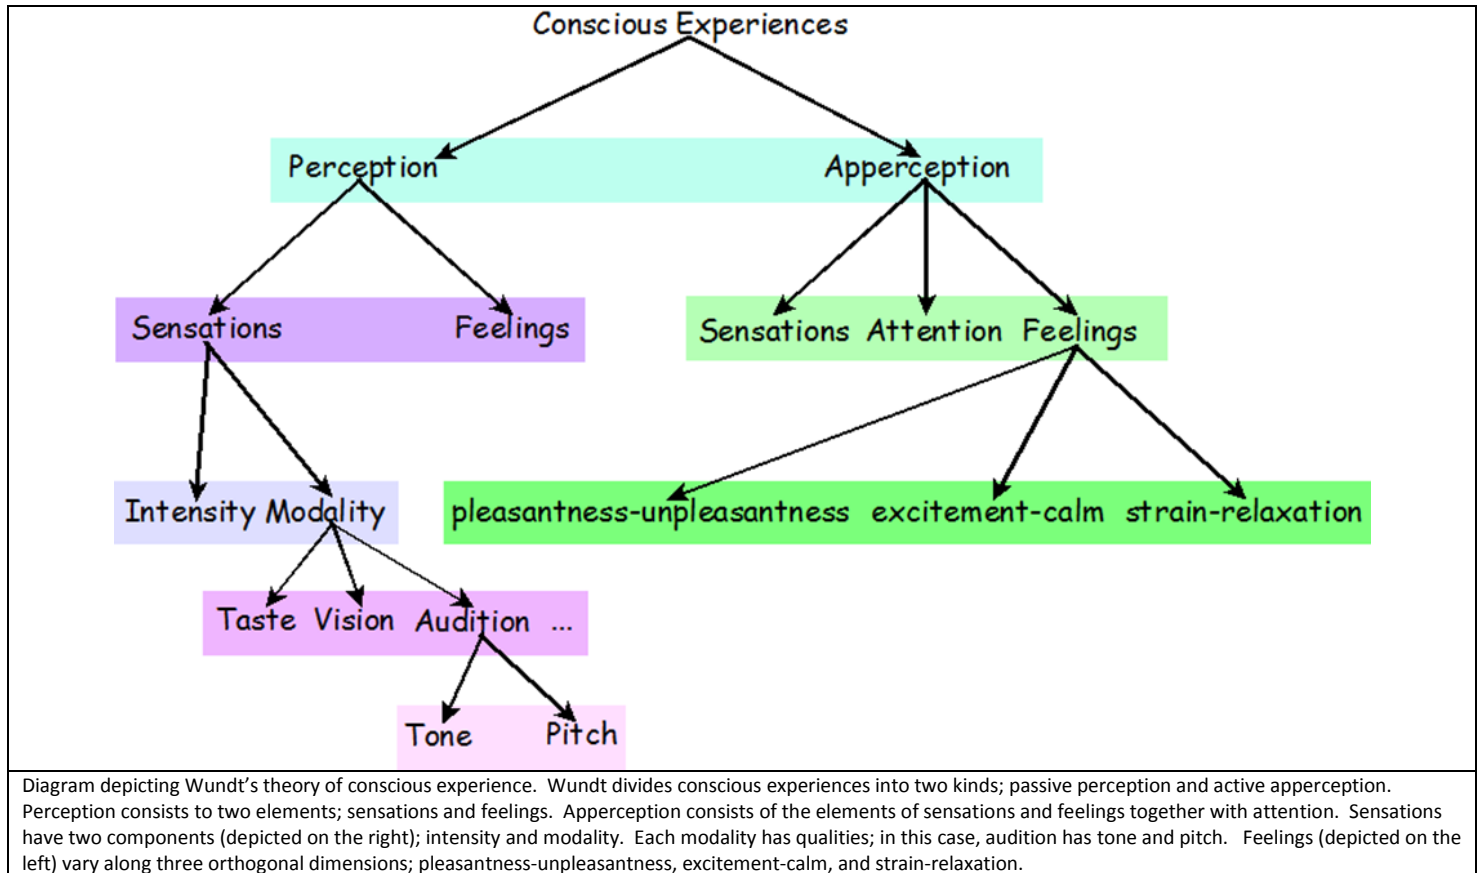 Conscious Experiences
Perception Apperception
Sensations Feelings Sensations Attention Feelings
Intensity Modality pleasantness-unpleasantness excitement-calm strain-relaxation
Taste Vision Audition ...
Tone Pitch
Diagram depicting Wundt’s theory of conscious experience.  Wundt divides conscious experiences into two kinds; passive perception and active apperception.
Perception consists to two elements; sensations and feelings.  Apperception consists of the elements of sensations and feelings together with attention.  Sensations
have two components (depicted on the right); intensity and modality.  Each modality has qualities; in this case, audition has tone and pitch.   Feelings (depicted on the
left) vary along three orthogonal dimensions; pleasantness-unpleasantness, excitement-calm, and strain-relaxation.